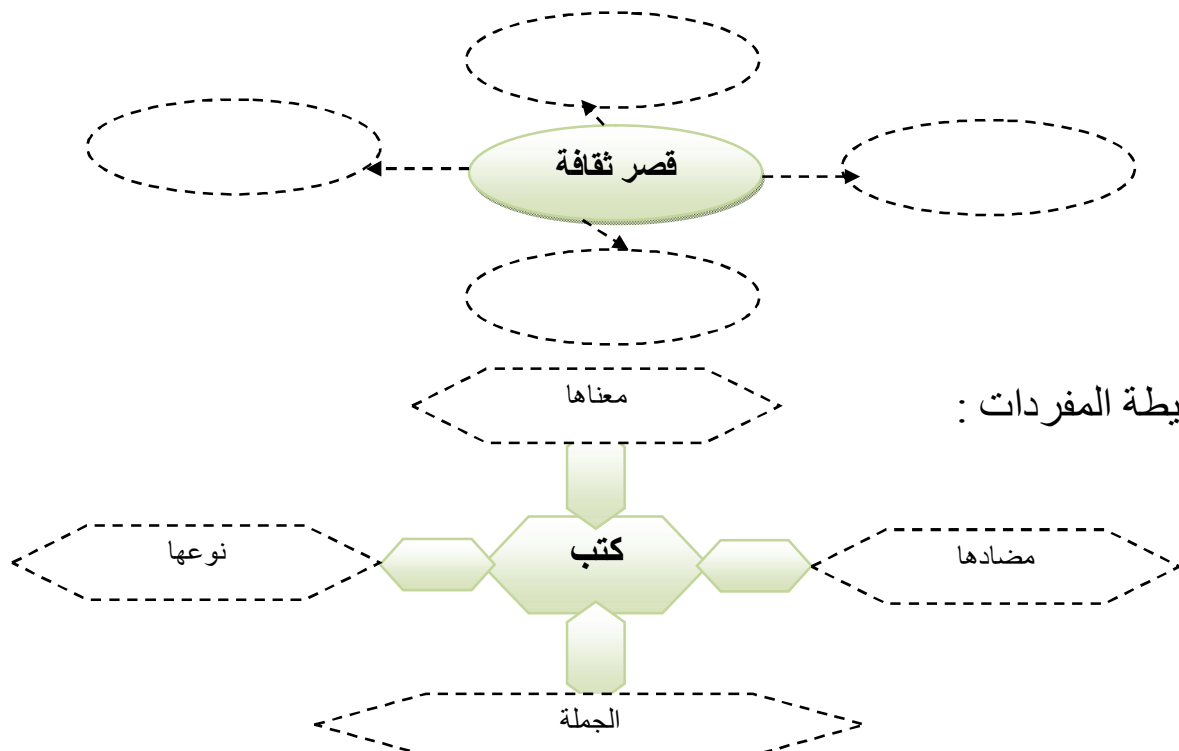 قصر ثقافة
يطة المفردات :
معناها
مضادها
كتب
نوعها
الجملة